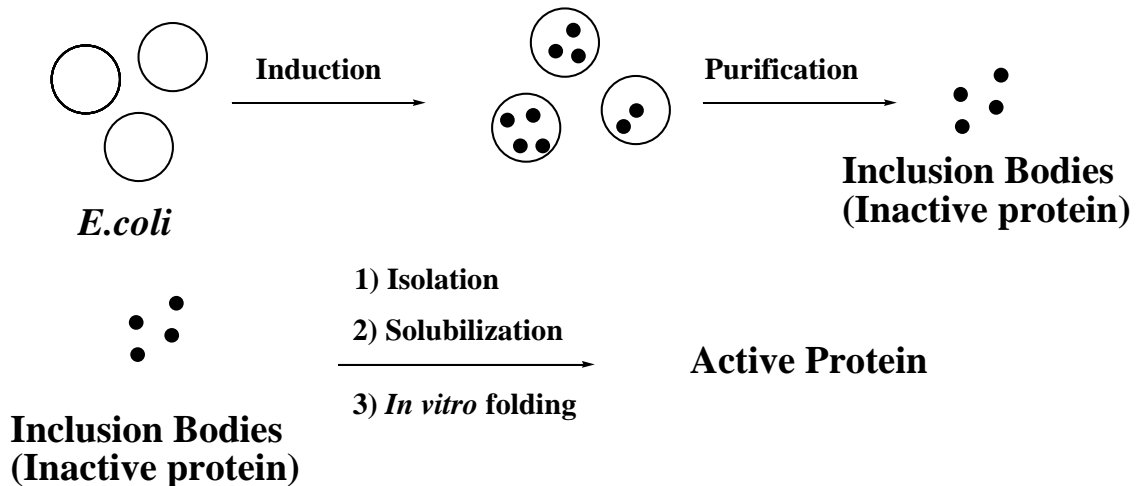 Induction
Purification
E.coli
Inclusion Bodies
(Inactive protein)
1) Isolation
2) Solubilization
3) In vitro folding
Active Protein
Inclusion Bodies
(Inactive protein)